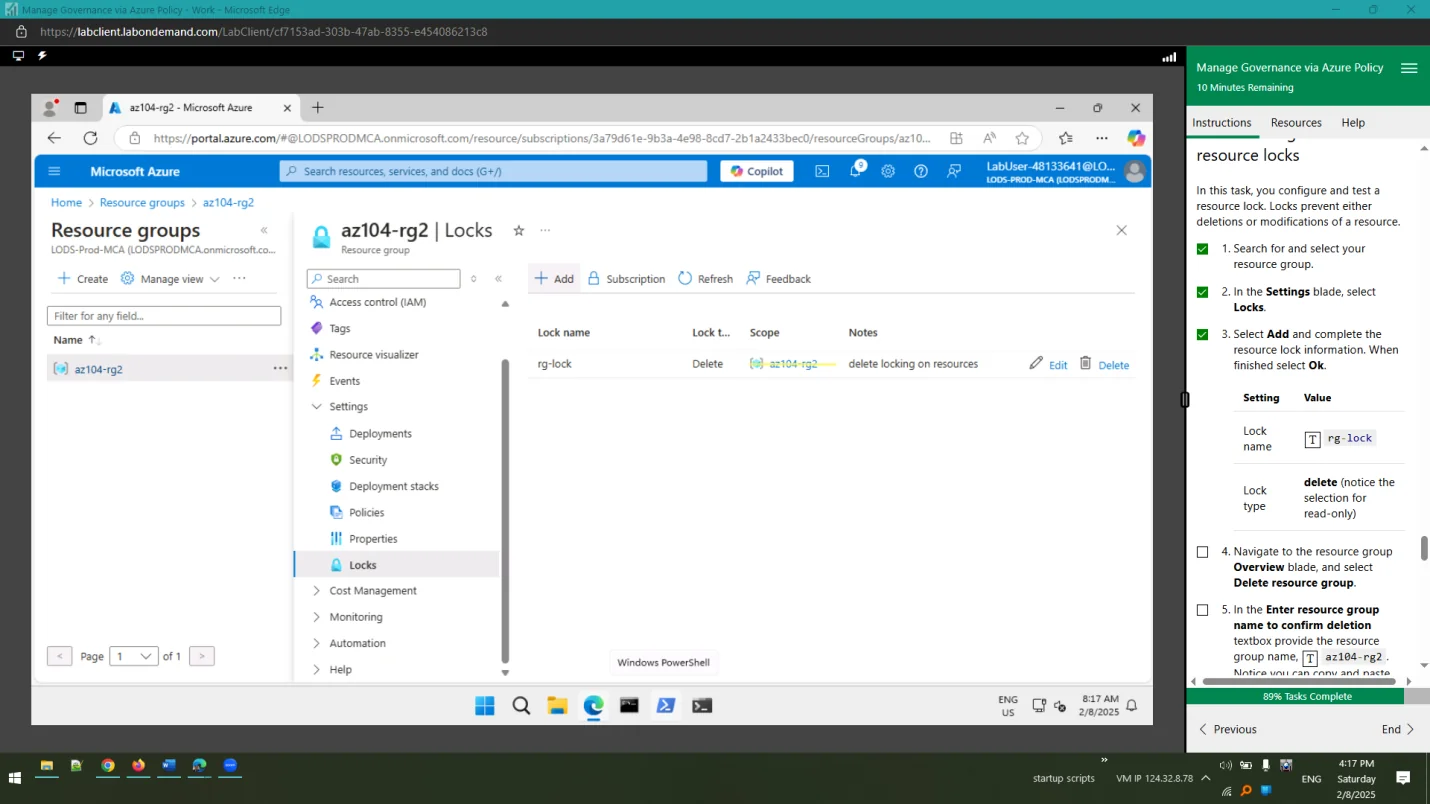 Manage Governance via Azure Policy - Work - Microsoft Edge
https://labclient.labondemand.com/LabClient/cf7153ad-303b-47ab-8355-e454086213c8
az104-rg2 - Microsoft Azure
https://portal.azure.com/#@LODSPRODMCA.onmicrosoft.com/resource/subscriptions/3a79d61e-9b3a-4e98-8cd7-2b1a2433bec0/resourceGroups/az10...
Microsoft Azure
Search resources, services, and docs (G+/)
Copilot
9
LabUser-48133641@LO...
LODS-PROD-MCA (LODSPRODM...
Home > Resource groups > az104-rg2
Resource groups
LODS-Prod-MCA (LODSPRODMCA.onmicrosoft.co...
Create
Manage view
Filter for any field...
Name
az104-rg2
Page 1 of 1
az104-rg2 | Locks
Resource group
Search
Access control (IAM)
Tags
Resource visualizer
Events
Settings
Deployments
Security
Deployment stacks
Policies
Properties
Locks
Cost Management
Monitoring
Automation
Help
Add
Subscription
Refresh
Feedback
Lock name Lock t... Scope Notes
rg-lock Delete az104-rg2 delete locking on resources Edit Delete
Windows PowerShell
ENG
US
8:17 AM
2/8/2025
Manage Governance via Azure Policy
10 Minutes Remaining
Instructions Resources Help
resource locks
In this task, you configure and test a
resource lock. Locks prevent either
deletions or modifications of a resource.
1. Search for and select your
resource group.
2. In the Settings blade, select
Locks.
3. Select Add and complete the
resource lock information. When
finished select Ok.
Setting Value
Lock
name
T rg-lock
Lock
type
delete (notice the
selection for
read-only)
4. Navigate to the resource group
Overview blade, and select
Delete resource group.
5. In the Enter resource group
name to confirm deletion
textbox provide the resource
group name, T az104-rg2 .
Notice you can copy and paste
89% Tasks Complete
Previous
End
startup scripts
VM IP 124.32.8.78
ENG
4:17 PM
Saturday
2/8/2025